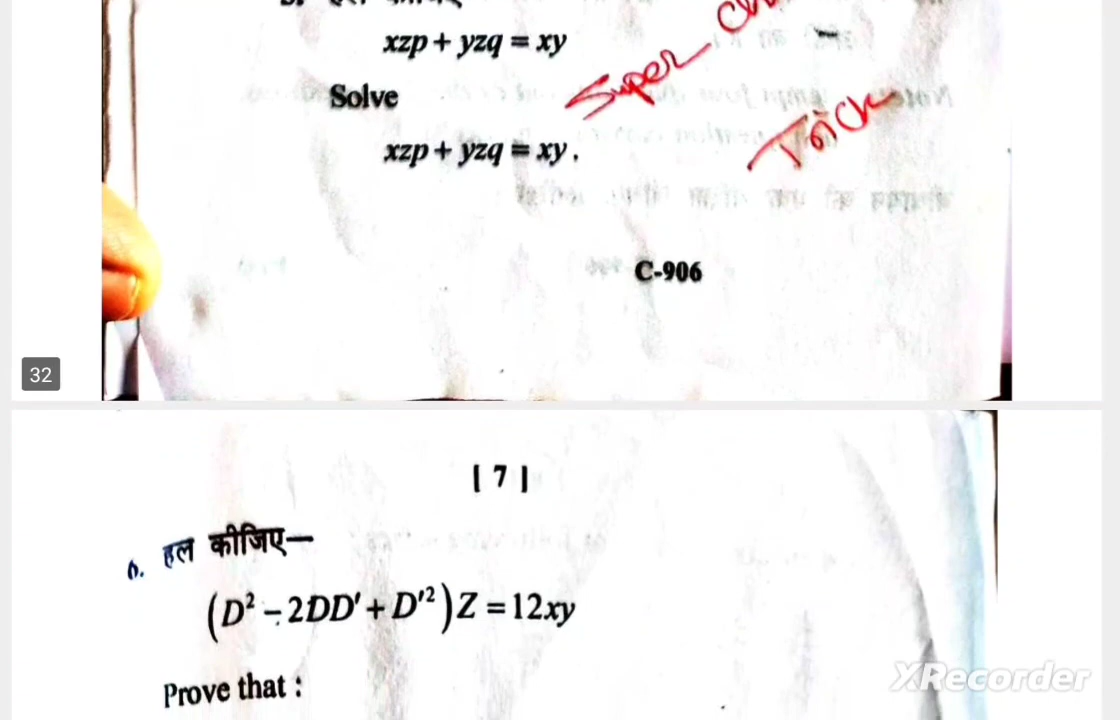 xzp + yzq = xy
Super
Solve
Trick
xzp + yzq = xy.
C-906
32
[ 7 ]
6. हल कीजिए—
(D² – 2DD′ + D′²) Z = 12xy
Prove that :
XRecorder